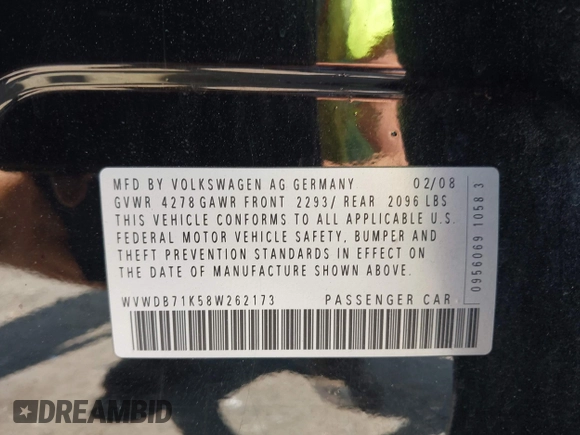 MFD BY VOLKSWAGEN AG GERMANY 02/08
GVWR 4278 GAWR FRONT 2293/ REAR 2096 LBS
THIS VEHICLE CONFORMS TO ALL APPLICABLE U.S.
FEDERAL MOTOR VEHICLE SAFETY, BUMPER AND
THEFT PREVENTION STANDARDS IN EFFECT ON
THE DATE OF MANUFACTURE SHOWN ABOVE.
WVWDB71K58W262173 PASSENGER CAR
0956069 1058 3
DREAMBID